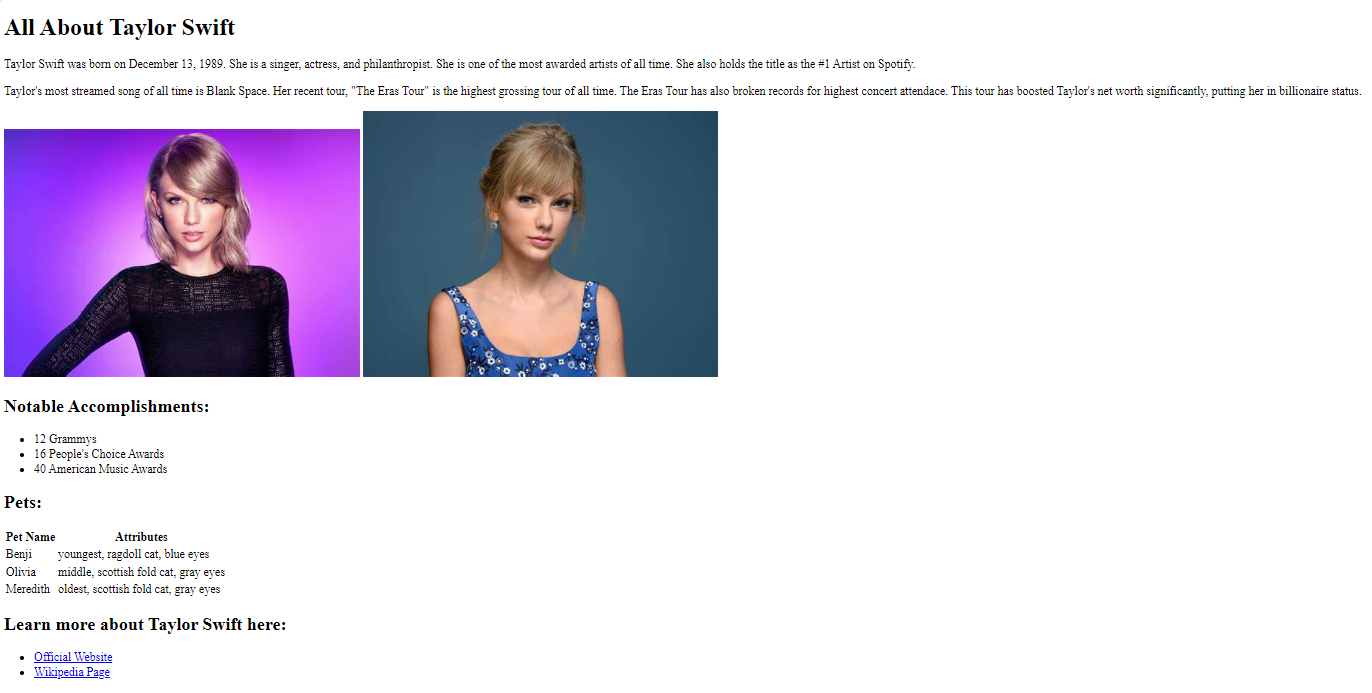 All About Taylor Swift
Taylor Swift was born on December 13, 1989. She is a singer, actress, and philanthropist. She is one of the most awarded artists of all time. She also holds the title as the #1 Artist on Spotify.
Taylor's most streamed song of all time is Blank Space. Her recent tour, "The Eras Tour" is the highest grossing tour of all time. The Eras Tour has also broken records for highest concert attendace. This tour has boosted Taylor's net worth significantly, putting her in billionaire status.
Notable Accomplishments:
• 12 Grammys
• 16 People's Choice Awards
• 40 American Music Awards
Pets:
Pet Name Attributes
Benji youngest, ragdoll cat, blue eyes
Olivia middle, scottish fold cat, gray eyes
Meredith oldest, scottish fold cat, gray eyes
Learn more about Taylor Swift here:
• Official Website
• Wikipedia Page